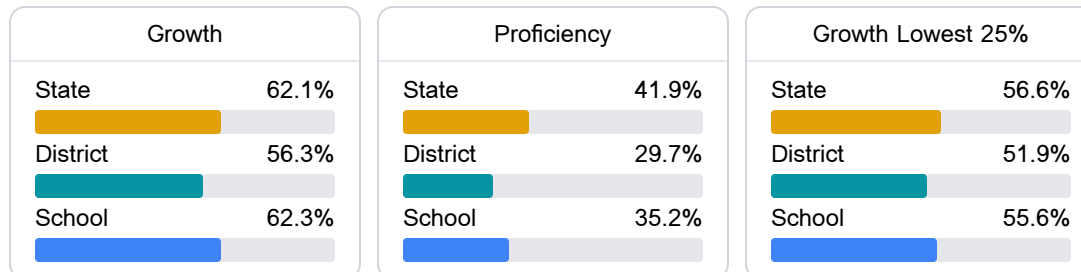 Growth
State 62.1%
District 56.3%
School 62.3%
Proficiency
State 41.9%
District 29.7%
School 35.2%
Growth Lowest 25%
State 56.6%
District 51.9%
School 55.6%